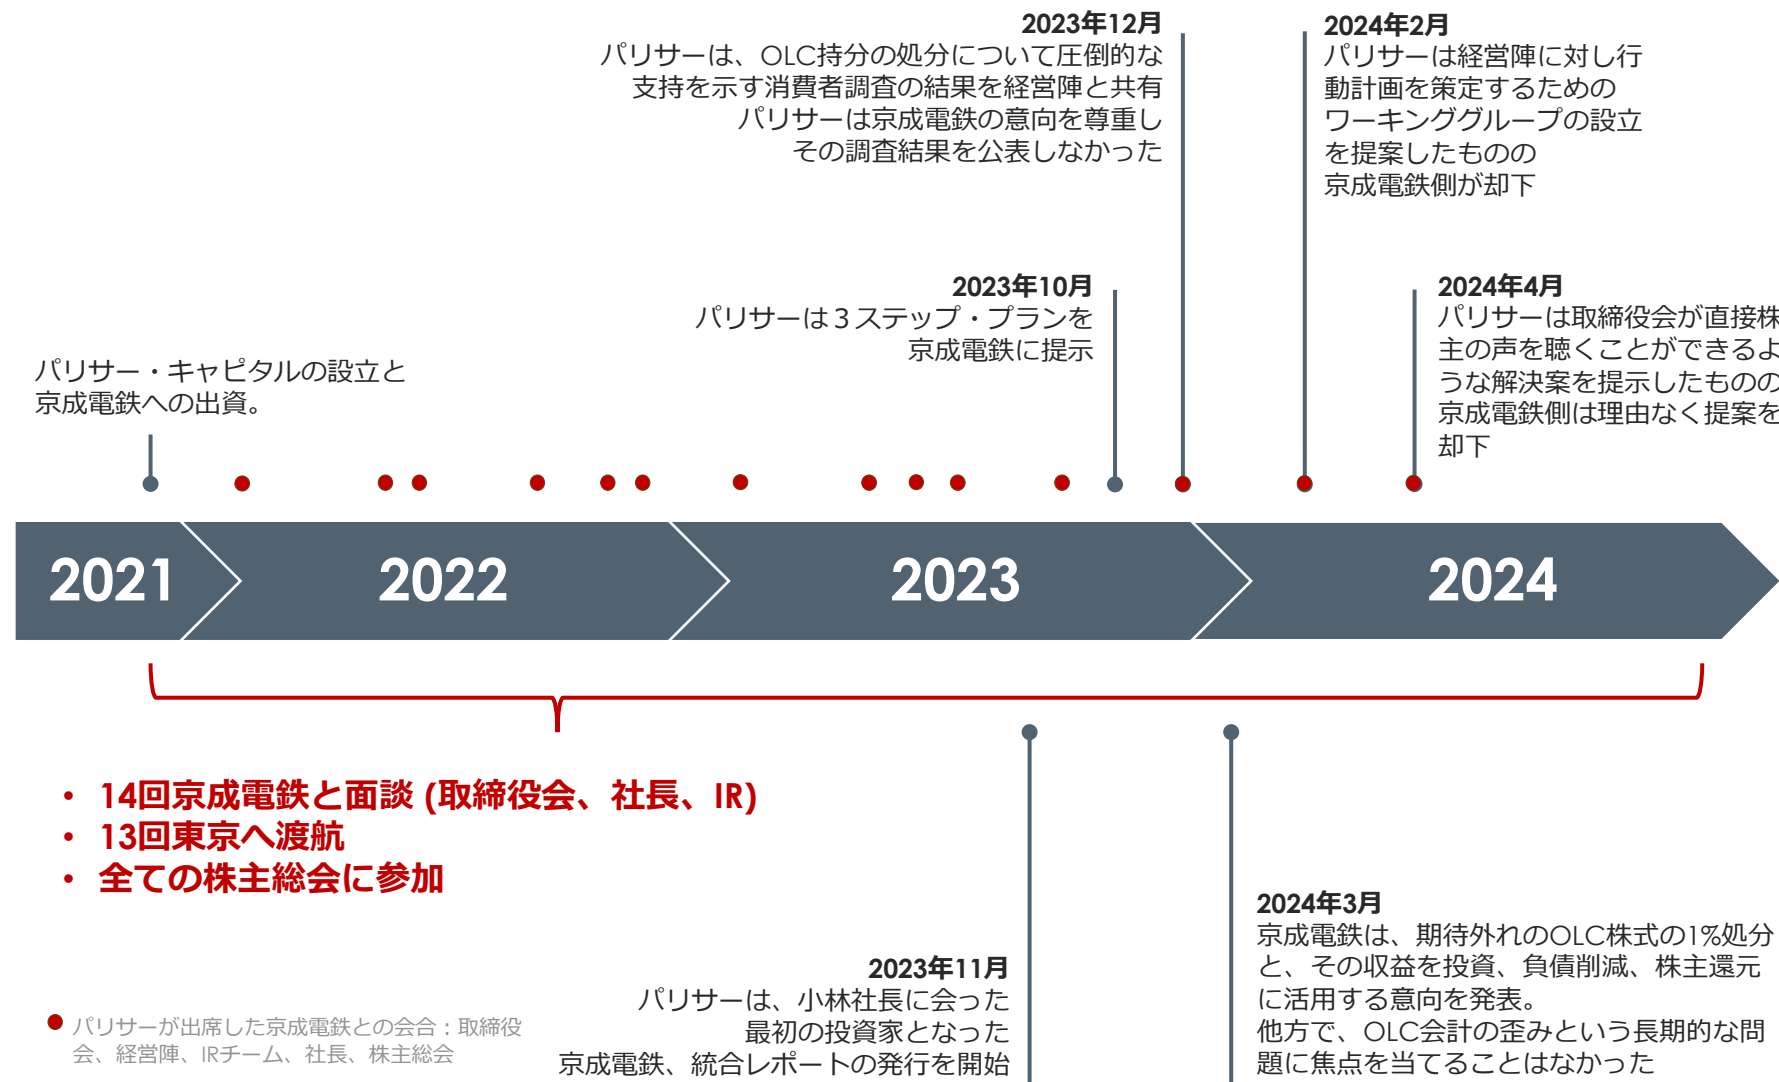 2023年12月
パリサーは、OLC持分の処分について圧倒的な
支持を示す消費者調査の結果を経営陣と共有
パリサーは京成電鉄の意向を尊重し
その調査結果を公表しなかった
2024年2月
パリサーは経営陣に対し行
動計画を策定するための
ワーキンググループの設立
を提案したものの
京成電鉄側が却下
2023年10月
パリサーは３ステップ・プランを
京成電鉄に提示
2024年4月
パリサーは取締役会が直接株
主の声を聴くことができるよ
うな解決案を提示したものの
京成電鉄側は理由なく提案を
却下
パリサー・キャピタルの設立と
京成電鉄への出資。
2021
2022
2023
2024
• 14回京成電鉄と面談 (取締役会、社長、IR)
• 13回東京へ渡航
• 全ての株主総会に参加
2023年11月
パリサーは、小林社長に会った
最初の投資家となった
京成電鉄、統合レポートの発行を開始
2024年3月
京成電鉄は、期待外れのOLC株式の1%処分
と、その収益を投資、負債削減、株主還元
に活用する意向を発表。
他方で、OLC会計の歪みという長期的な問
題に焦点を当てることはなかった
パリサーが出席した京成電鉄との会合：取締役
会、経営陣、IRチーム、社長、株主総会